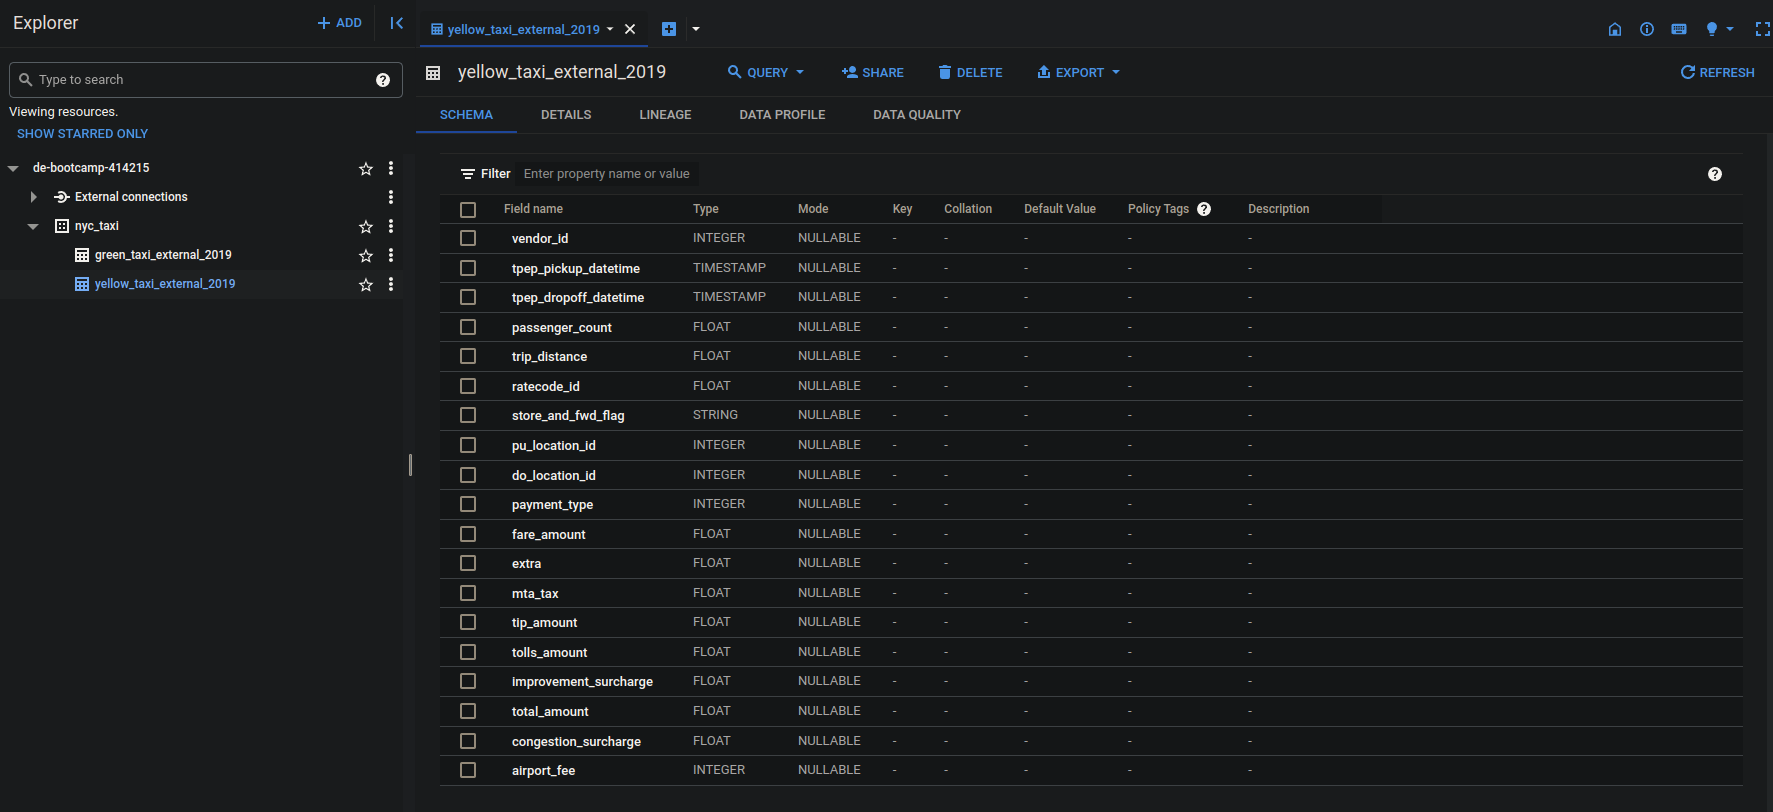 Explorer
ADD
Type to search
Viewing resources.
SHOW STARRED ONLY
de-bootcamp-414215
External connections
nyc_taxi
green_taxi_external_2019
yellow_taxi_external_2019
yellow_taxi_external_2019
yellow_taxi_external_2019 QUERY SHARE DELETE EXPORT REFRESH
SCHEMA DETAILS LINEAGE DATA PROFILE DATA QUALITY
Filter Enter property name or value
Field name Type Mode Key Collation Default Value Policy Tags Description
vendor_id INTEGER NULLABLE - - - - -
tpep_pickup_datetime TIMESTAMP NULLABLE - - - - -
tpep_dropoff_datetime TIMESTAMP NULLABLE - - - - -
passenger_count FLOAT NULLABLE - - - - -
trip_distance FLOAT NULLABLE - - - - -
ratecode_id FLOAT NULLABLE - - - - -
store_and_fwd_flag STRING NULLABLE - - - - -
pu_location_id INTEGER NULLABLE - - - - -
do_location_id INTEGER NULLABLE - - - - -
payment_type INTEGER NULLABLE - - - - -
fare_amount FLOAT NULLABLE - - - - -
extra FLOAT NULLABLE - - - - -
mta_tax FLOAT NULLABLE - - - - -
tip_amount FLOAT NULLABLE - - - - -
tolls_amount FLOAT NULLABLE - - - - -
improvement_surcharge FLOAT NULLABLE - - - - -
total_amount FLOAT NULLABLE - - - - -
congestion_surcharge FLOAT NULLABLE - - - - -
airport_fee INTEGER NULLABLE - - - - -